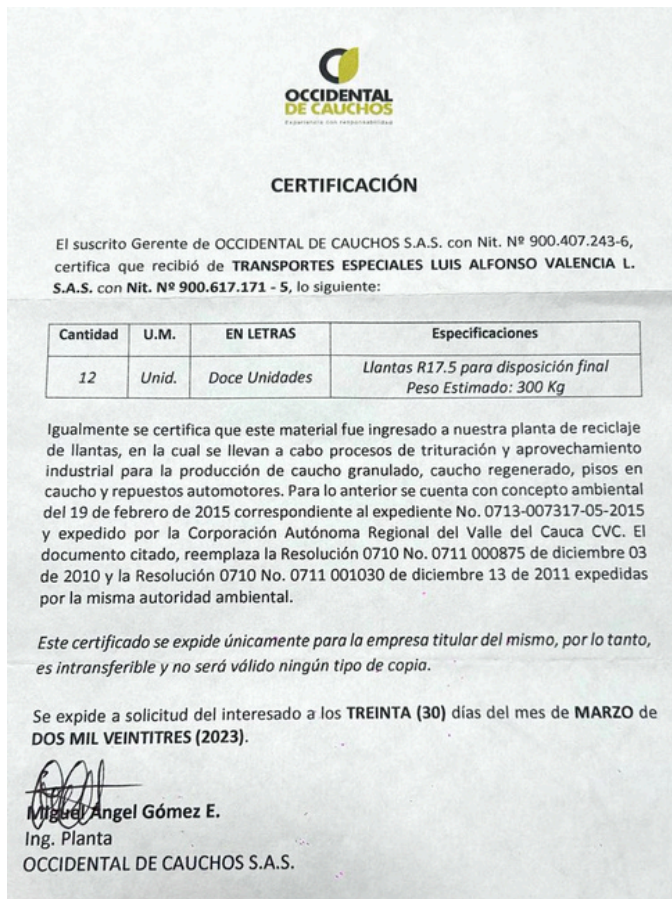 OCCIDENTAL
DE CAUCHOS
Experiencia con responsabilidad
CERTIFICACIÓN
El suscrito Gerente de OCCIDENTAL DE CAUCHOS S.A.S. con Nit. Nº 900.407.243-6,
certifica que recibió de TRANSPORTES ESPECIALES LUIS ALFONSO VALENCIA L.
S.A.S. con Nit. Nº 900.617.171 - 5, lo siguiente:
Cantidad U.M. EN LETRAS Especificaciones
12 Unid. Doce Unidades Llantas R17.5 para disposición final
Peso Estimado: 300 Kg
Igualmente se certifica que este material fue ingresado a nuestra planta de reciclaje
de llantas, en la cual se llevan a cabo procesos de trituración y aprovechamiento
industrial para la producción de caucho granulado, caucho regenerado, pisos en
caucho y repuestos automotores. Para lo anterior se cuenta con concepto ambiental
del 19 de febrero de 2015 correspondiente al expediente No. 0713-007317-05-2015
y expedido por la Corporación Autónoma Regional del Valle del Cauca CVC. El
documento citado, reemplaza la Resolución 0710 No. 0711 000875 de diciembre 03
de 2010 y la Resolución 0710 No. 0711 001030 de diciembre 13 de 2011 expedidas
por la misma autoridad ambiental.
Este certificado se expide únicamente para la empresa titular del mismo, por lo tanto,
es intransferible y no será válido ningún tipo de copia.
Se expide a solicitud del interesado a los TREINTA (30) días del mes de MARZO de
DOS MIL VEINTITRES (2023).
Miguel Ángel Gómez E.
Ing. Planta
OCCIDENTAL DE CAUCHOS S.A.S.